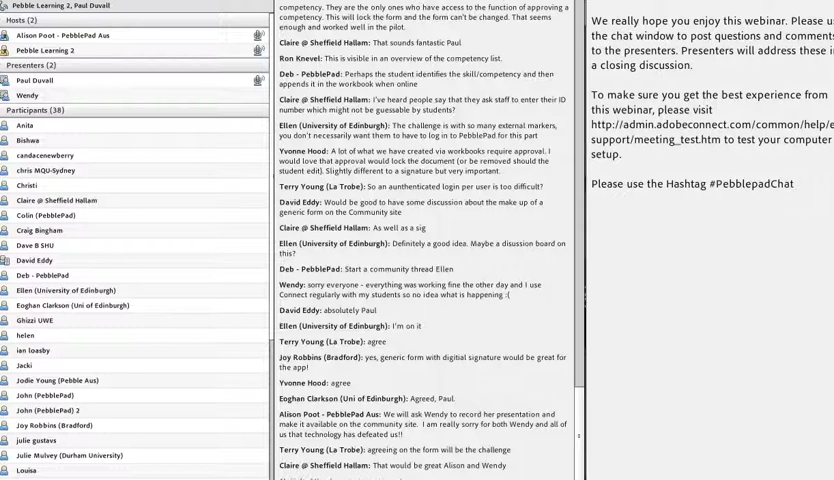 Pebble Learning 2, Paul Duvall
Hosts (2)
Alison Poot - PebblePad Aus
Pebble Learning 2
Presenters (2)
Paul Duvall
Wendy
Participants (38)
Anita
Bishwa
candacenewberry
chris MQU-Sydney
Christi
Claire @ Sheffield Hallam
Colin (PebblePad)
Craig Bingham
Dave B SHU
David Eddy
Deb - PebblePad
Ellen (University of Edinburgh)
Eoghan Clarkson (Uni of Edinburgh)
Ghizzi UWE
helen
ian loasby
Jacki
Jodie Young (Pebble Aus)
John (PebblePad)
John (PebblePad) 2
Joy Robbins (Bradford)
julie gustavs
Julie Mulvey (Durham University)
Louisa
competency. They are the only ones who have access to the function of approving a
competency. This will lock the form and the form can't be changed. That seems
enough and worked well in the pilot.
Claire @ Sheffield Hallam: That sounds fantastic Paul
Ron Knevel: This is visible in an overview of the competency list.
Deb - PebblePad: Perhaps the student identifies the skill/competency and then
appends it in the workbook when online
Claire @ Sheffield Hallam: I've heard people say that they ask staff to enter their ID
number which might not be guessable by students?
Ellen (University of Edinburgh): The challenge is with so many external markers,
you don't necessarily want them to have to log in to PebblePad for this part
Yvonne Hood: A lot of what we have created via workbooks require approval. I
would love that approval would lock the document (or be removed should the
student edit). Slightly different to a signature but very important.
Terry Young (La Trobe): So an aunthenticated login per user is too difficult?
David Eddy: Would be good to have some discussion about the make up of a
generic form on the Community site
Claire @ Sheffield Hallam: As well as a sig
Ellen (University of Edinburgh): Definitely a good idea. Maybe a disussion board on
this?
Deb - PebblePad: Start a community thread Ellen
Wendy: sorry everyone - everything was working fine the other day and I use
Connect regularly with my students so no idea what is happening :(
David Eddy: absolutely Paul
Ellen (University of Edinburgh): I'm on it
Terry Young (La Trobe): agree
Joy Robbins (Bradford): yes, generic form with digitial signature would be great for
the app!
Yvonne Hood: agree
Eoghan Clarkson (Uni of Edinburgh): Agreed, Paul.
Alison Poot - PebblePad Aus: We will ask Wendy to record her presentation and
make it available on the community site. I am really sorry for both Wendy and all of
us that technology has defeated us!!
Terry Young (La Trobe): agreeing on the form will be the challenge
Claire @ Sheffield Hallam: That would be great Alison and Wendy
We really hope you enjoy this webinar. Please u
the chat window to post questions and comments
to the presenters. Presenters will address these i
a closing discussion.
To make sure you get the best experience from
this webinar, please visit
http://admin.adobeconnect.com/common/help/e
support/meeting_test.htm to test your computer
setup.
Please use the Hashtag #PebblepadChat